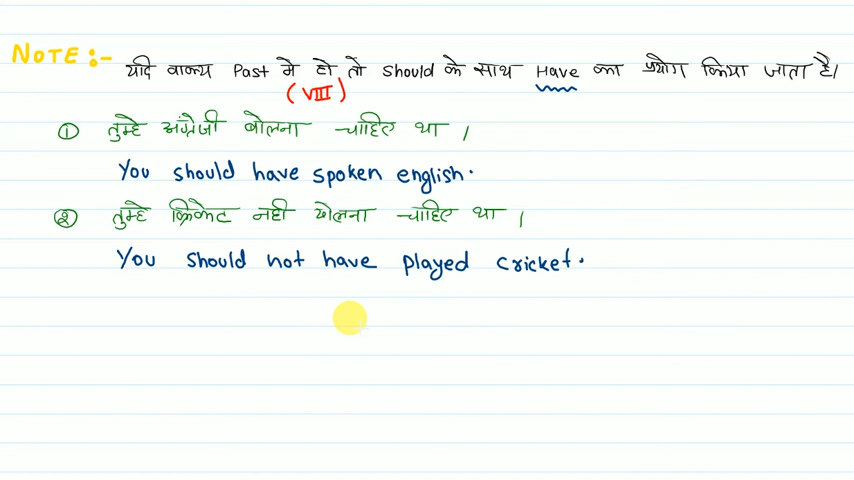 NOTE :- यदि वाक्य Past मे हो तो Should के साथ Have का प्रयोग किया जाता है।
(VIII)
① तुम्हे अंग्रेजी बोलना चाहिए था ।
You should have spoken english.
② तुम्हे क्रिकेट नही खेलना चाहिए था ।
You should not have played cricket.